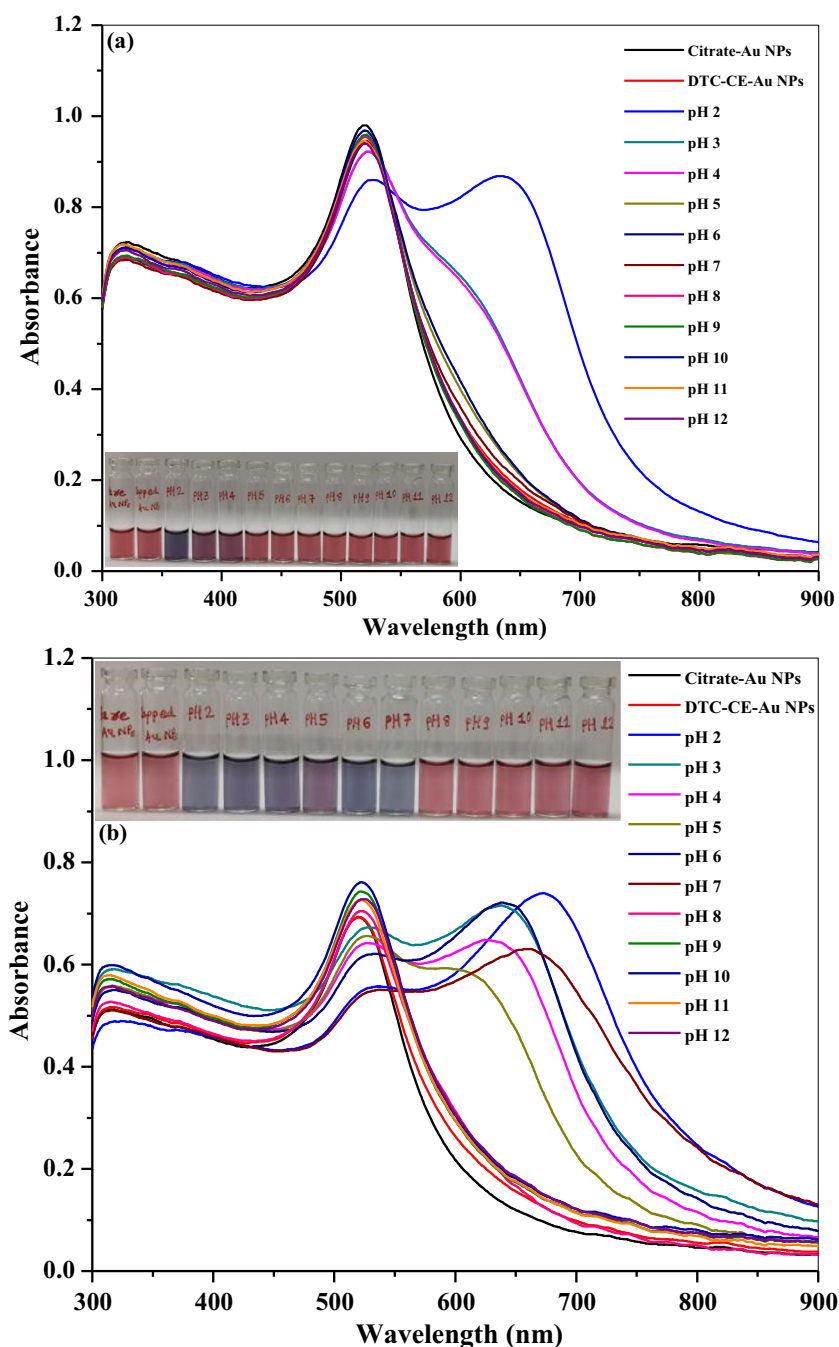 (a)
1.2
1.0
0.8
0.6
0.4
0.2
0.0
Absorbance
Citrate-Au NPs
DTC-CE-Au NPs
pH 2
pH 3
pH 4
pH 5
pH 6
pH 7
pH 8
pH 9
pH 10
pH 11
pH 12
PH2 PH3 PH4 PH5 PH6 PH7 PH8 PH9 PH10 PH11 PH12
Au NPs
300 400 500 600 700 800 900
Wavelength (nm)
(b)
1.2
1.0
0.8
0.6
0.4
0.2
0.0
Absorbance
Citrate-Au NPs
DTC-CE-Au NPs
pH 2
pH 3
pH 4
pH 5
pH 6
pH 7
pH 8
pH 9
pH 10
pH 11
pH 12
PH2 PH3 PH4 PH5 PH6 PH7 PH8 PH9 PH10 PH11 PH12
Au NPs
300 400 500 600 700 800 900
Wavelength (nm)